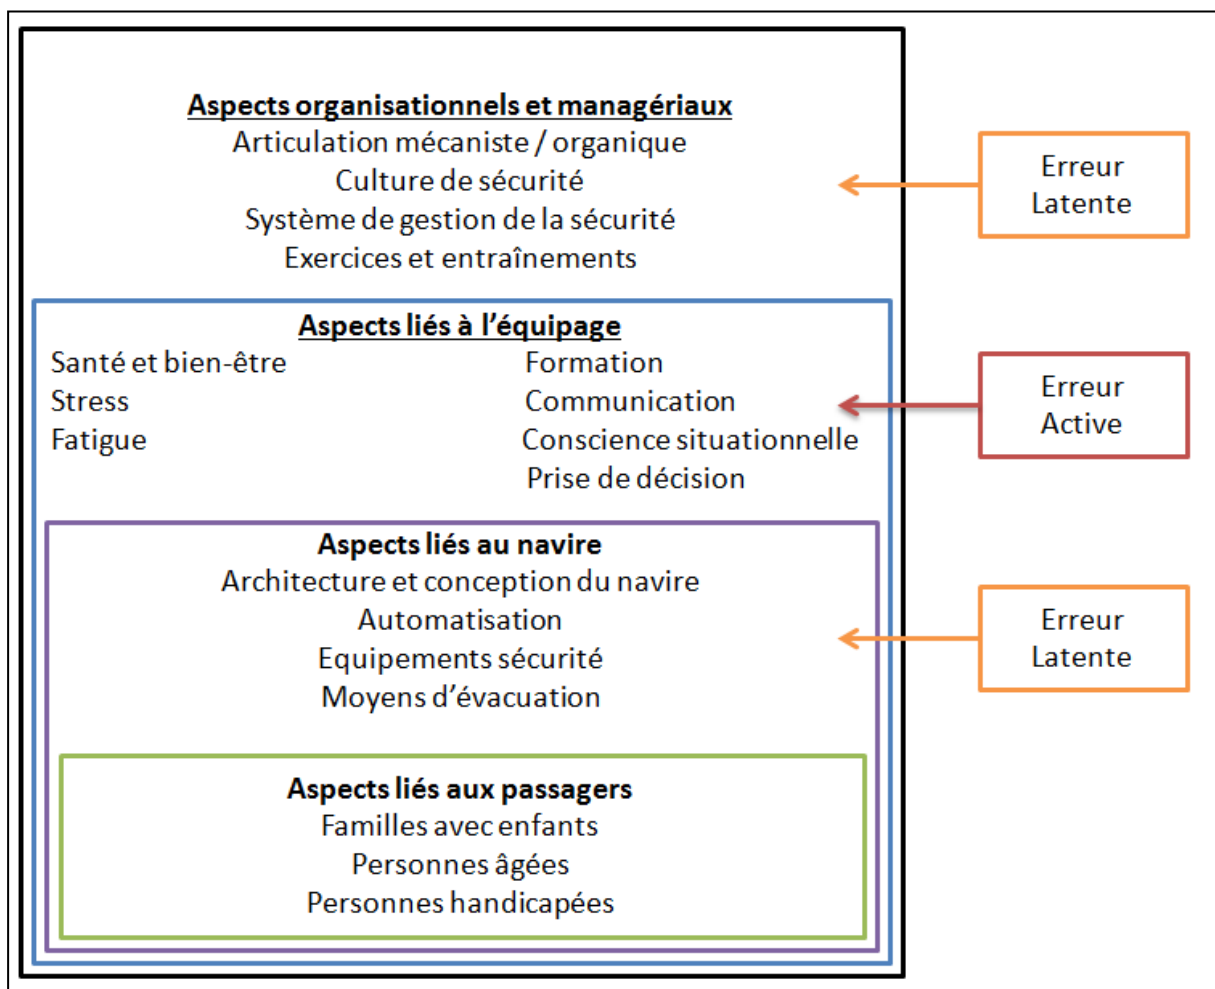 Aspects organisationnels et managériaux
Articulation mécaniste / organique
Culture de sécurité
Système de gestion de la sécurité
Exercices et entraînements
Erreur
Latente
Aspects liés à l’équipage
Santé et bien-être
Stress
Fatigue
Formation
Communication
Conscience situationnelle
Prise de décision
Erreur
Active
Aspects liés au navire
Architecture et conception du navire
Automatisation
Equipements sécurité
Moyens d’évacuation
Erreur
Latente
Aspects liés aux passagers
Familles avec enfants
Personnes âgées
Personnes handicapées